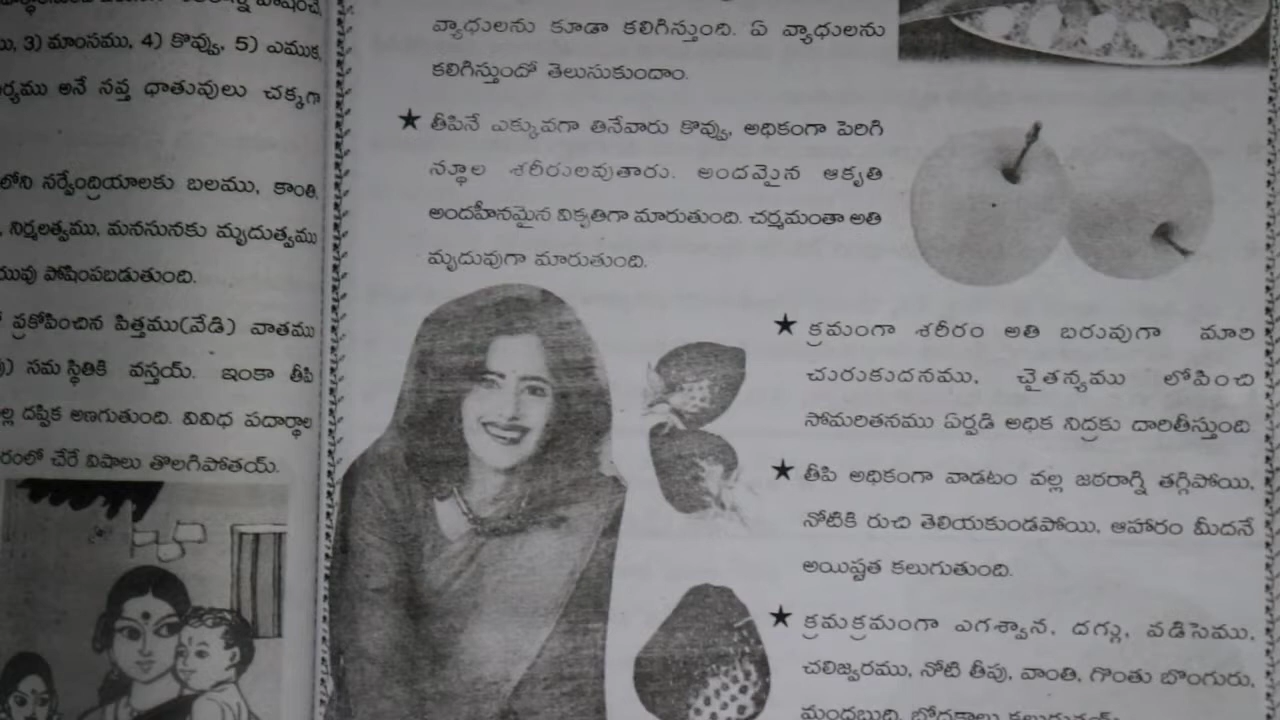 3) మాంసము, 4) కొవ్వు, 5) ఎముక,
అనే సప్త ధాతువులు చక్కగా
లోని సర్వేంద్రియాలకు బలము, కాంతి,
నిర్మలత్వము, మనసునకు మృదుత్వము
పోషింపబడుతుంది.
ప్రకోపించిన పిత్తము(వేడి) వాతము
సమ స్థితికి వస్తయ్. ఇంకా తీపి
దప్పిక అణగుతుంది. వివిధ పదార్థాల
చేరే విషాలు తొలగిపోతయ్.
వ్యాధులను కూడా కలిగిస్తుంది. ఏ వ్యాధులను
కలిగిస్తుందో తెలుసుకుందాం.
★ తీపినే ఎక్కువగా తినేవారు కొవ్వు, అధికంగా పెరిగి
స్థూల శరీరులవుతారు. అందమైన ఆకృతి
అందహీనమైన వికృతిగా మారుతుంది. చర్మమంతా అతి
మృదువుగా మారుతుంది.
★ క్రమంగా శరీరం అతి బరువుగా మారి
చురుకుదనము, చైతన్యము లోపించి
సోమరితనము ఏర్పడి అధిక నిద్రకు దారితీస్తుంది
★ తీపి అధికంగా వాడటం వల్ల జఠరాగ్ని తగ్గిపోయి,
నోటికి రుచి తెలియకుండపోయి, ఆహారం మీదనే
అయిష్టత కలుగుతుంది.
★ క్రమక్రమంగా ఎగశ్వాస, దగ్గు, పడిసెము,
చలిజ్వరము, నోటి తీపు, వాంతి, గొంతు బొంగురు,